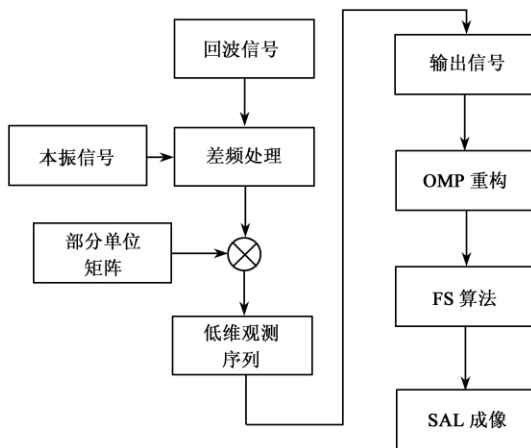 回波信号
本振信号
差频处理
部分单位
矩阵
低维观测
序列
输出信号
OMP 重构
FS 算法
SAL 成像